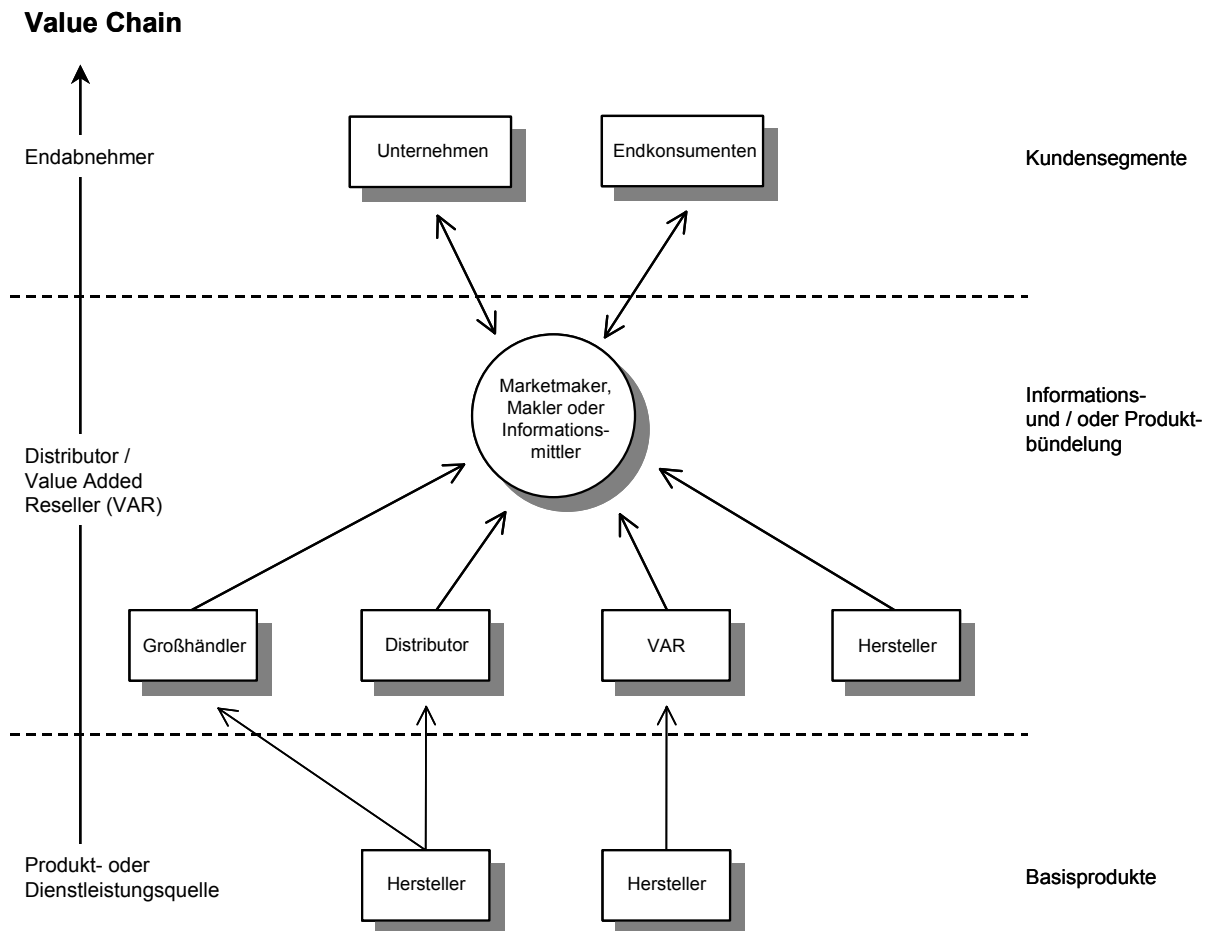 Value Chain
Endabnehmer
Unternehmen
Endkonsumenten
Kundensegmente
Marketmaker,
Makler oder
Informations-
mittler
Informations-
und / oder Produkt-
bündelung
Distributor /
Value Added
Reseller (VAR)
Großhändler
Distributor
VAR
Hersteller
Produkt- oder
Dienstleistungsquelle
Hersteller
Hersteller
Basisprodukte